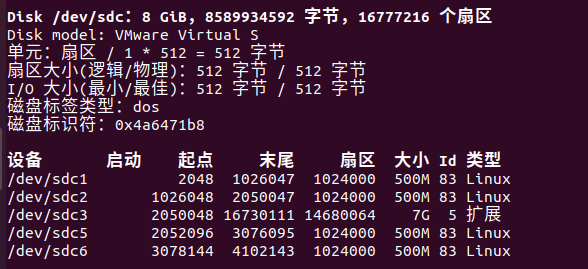 Disk /dev/sdc：8 GiB，8589934592 字节，16777216 个扇区
Disk model: VMware Virtual S
单元：扇区 / 1 * 512 = 512 字节
扇区大小(逻辑/物理)：512 字节 / 512 字节
I/O 大小(最小/最佳)：512 字节 / 512 字节
磁盘标签类型：dos
磁盘标识符：0x4a6471b8
设备 启动 起点 末尾 扇区 大小 Id 类型
/dev/sdc1 2048 1026047 1024000 500M 83 Linux
/dev/sdc2 1026048 2050047 1024000 500M 83 Linux
/dev/sdc3 2050048 16730111 14680064 7G 5 扩展
/dev/sdc5 2052096 3076095 1024000 500M 83 Linux
/dev/sdc6 3078144 4102143 1024000 500M 83 Linux